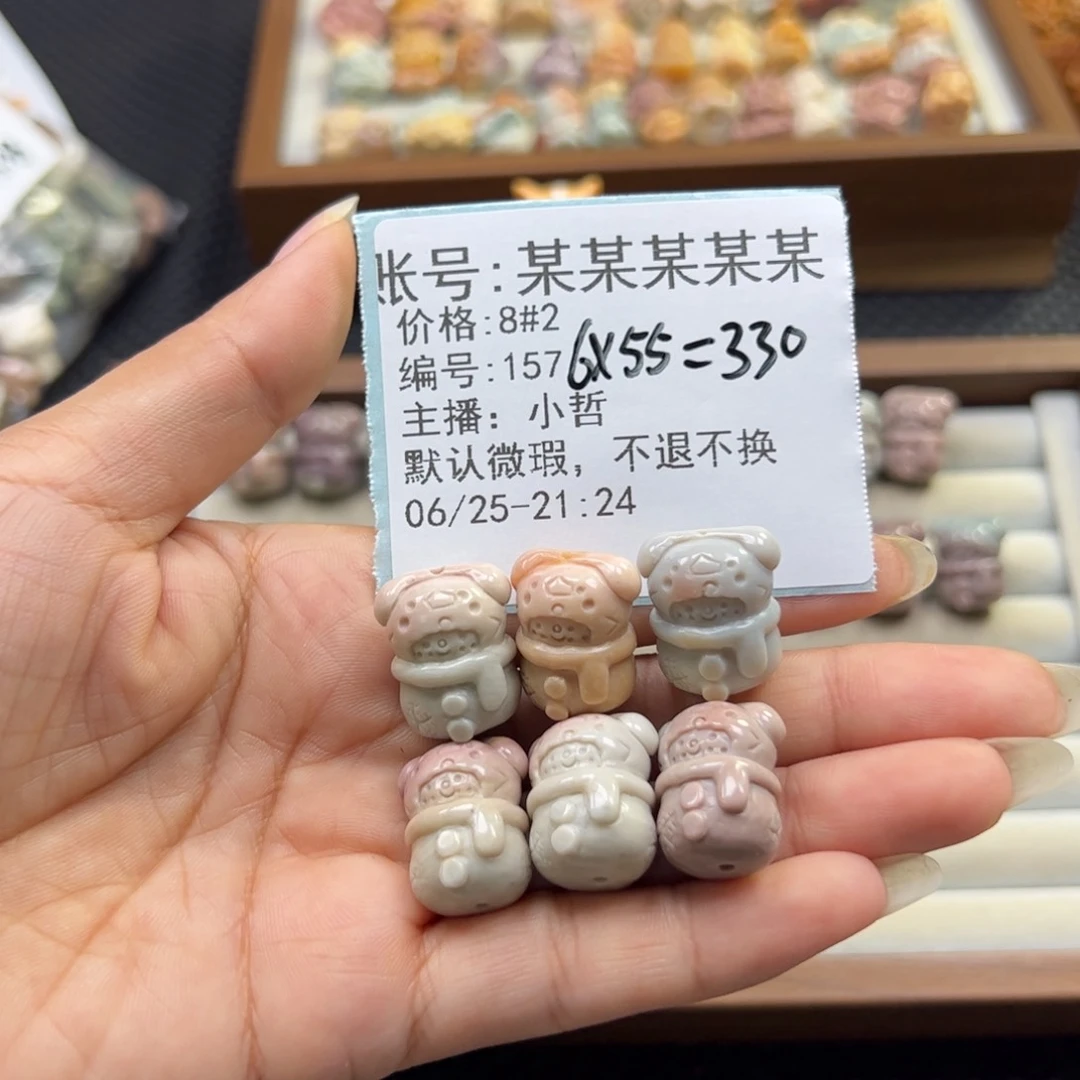 账号:某某某某某
价格:8#2
编号:157
6X55=330
主播: 小哲
默认微瑕, 不退不换
06/25-21:24